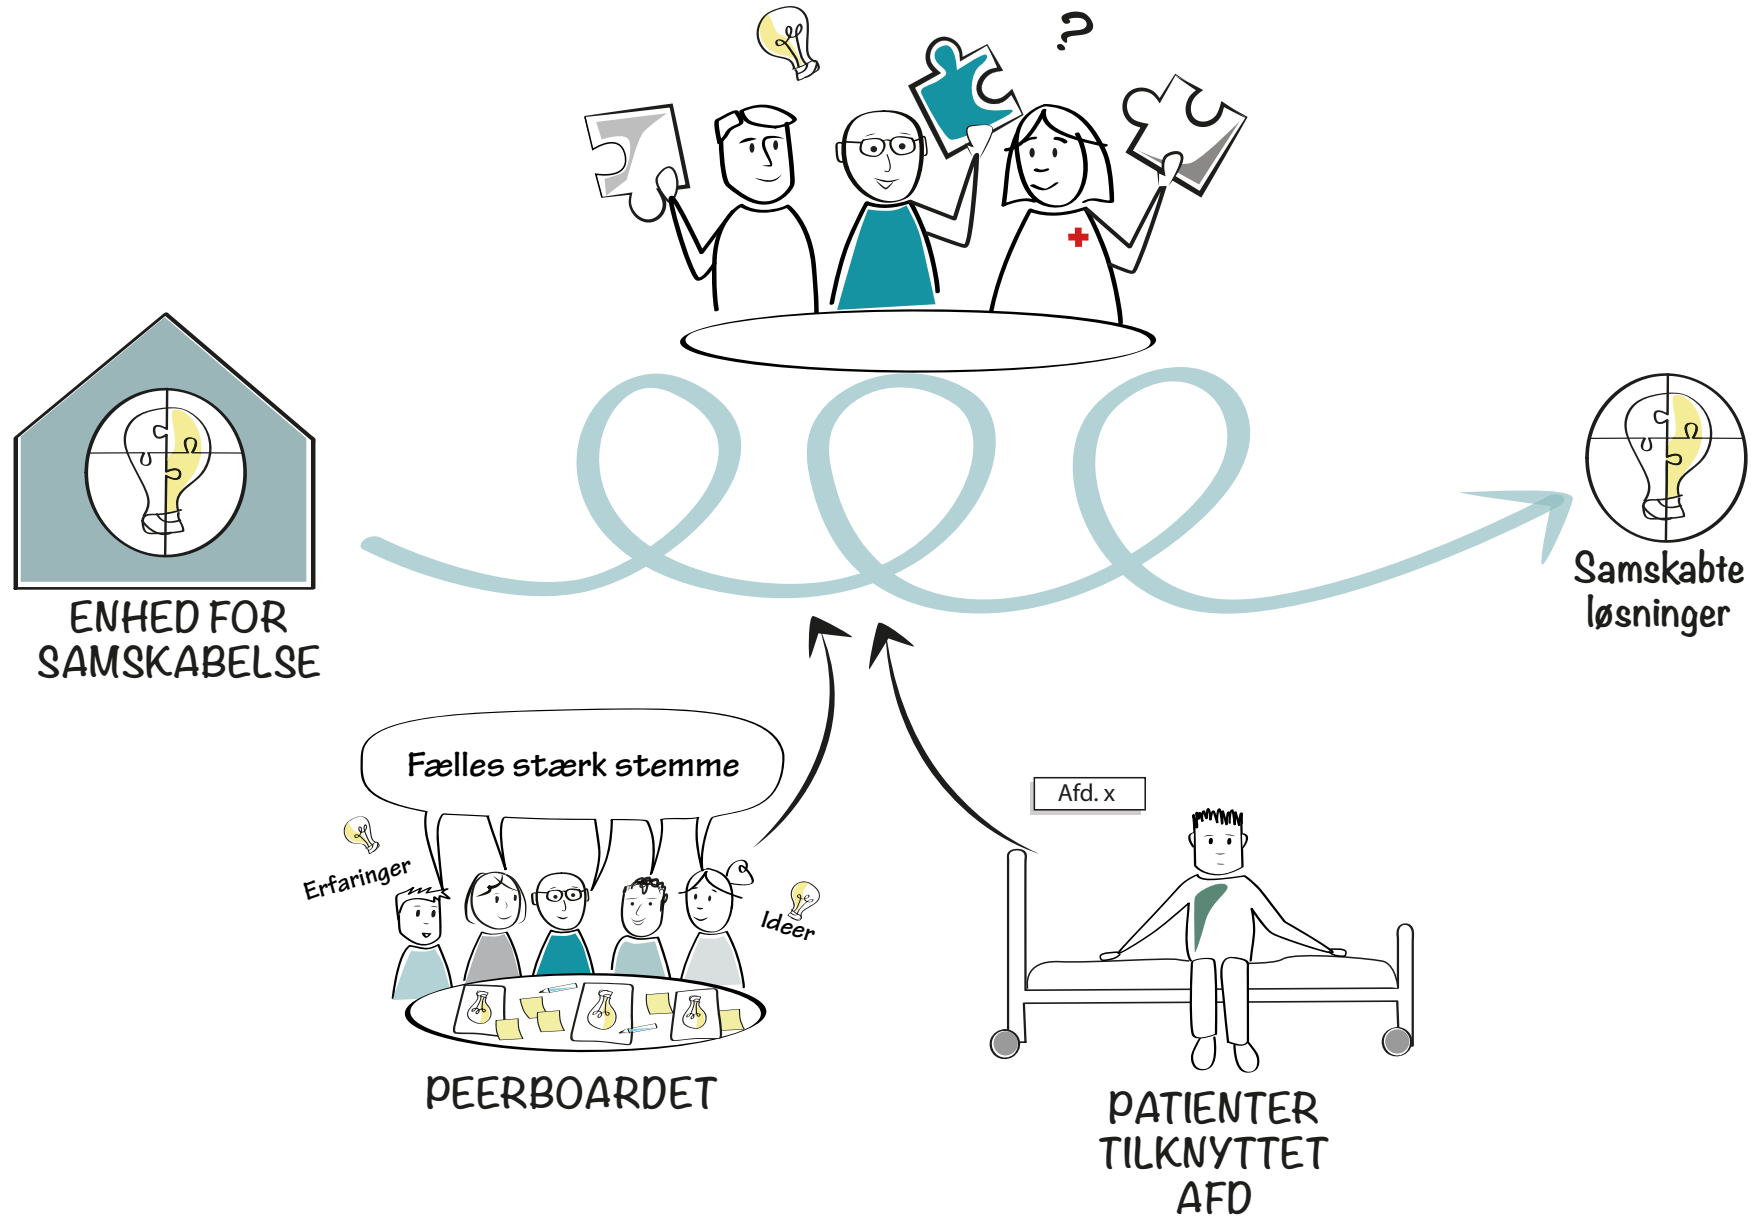 ?
ENHED FOR
SAMSKABELSE
Samskabte
løsninger
Fælles stærk stemme
Erfaringer
Ideer
PEERBOARDET
Afd. x
PATIENTER
TILKNYTTET
AFD